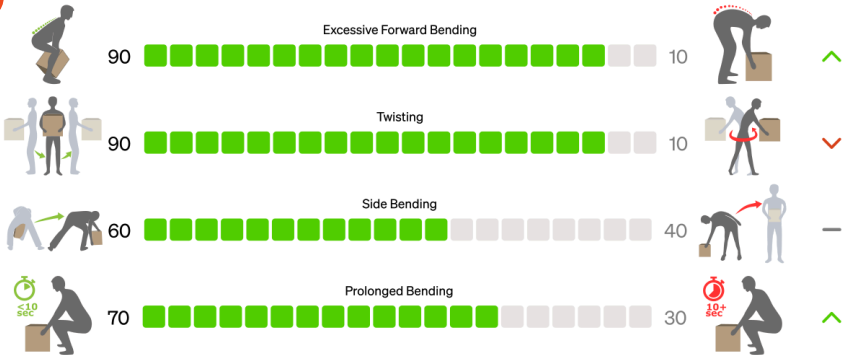 Excessive Forward Bending
90
10
Twisting
90
10
Side Bending
60
40
Prolonged Bending
<10
sec
70
30
10+
sec